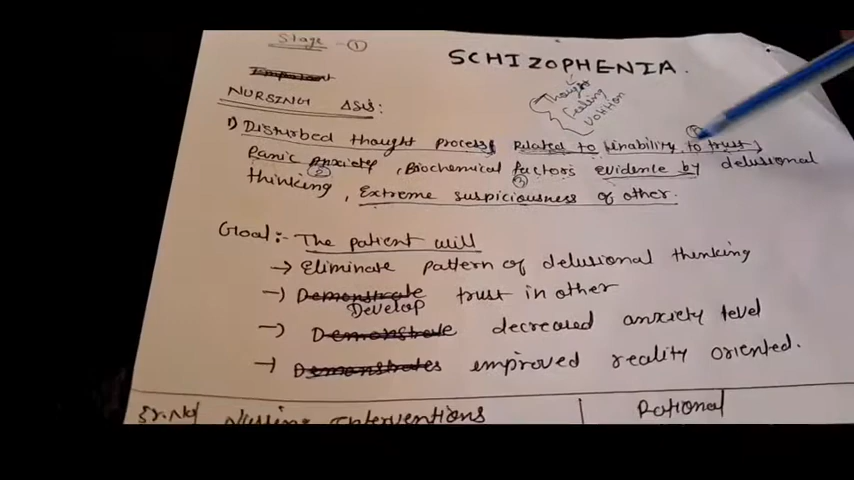 Stage - ①
SCHIZOPHENIA.
Important
Thought
Feeling
Volition
NURSING ASIS:
1) Disturbed thought process Related to inability to trust,
Panic anxiety, Biochemical factors evidence by delusional
thinking, Extreme suspiciousness of other.
Goal:- The patient will
→ Eliminate pattern of delusional thinking
→ Demonstrate trust in other
Develop
→ Demonstrate decreased anxiety level
→ Demonstrates improved reality oriented.
Sr.No Nursing Interventions Rational